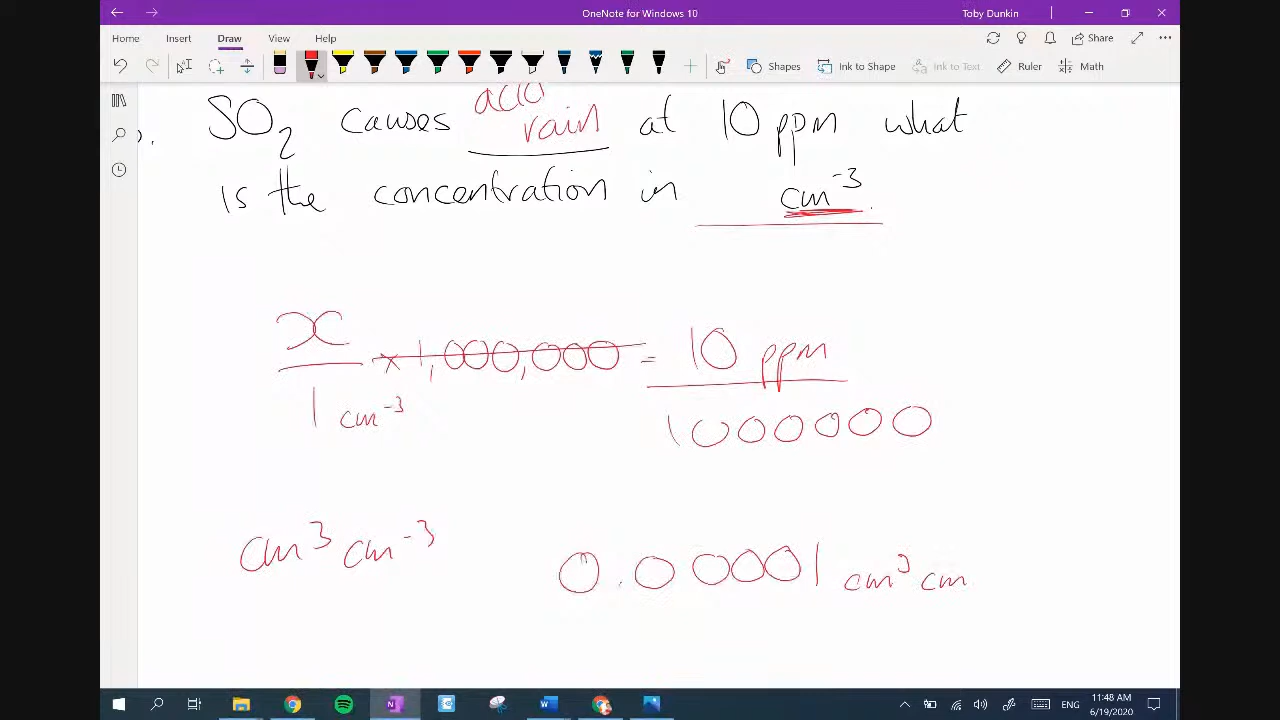 OneNote for Windows 10
Toby Dunkin
Home Insert Draw View Help
Share
Shapes Ink to Shape Ink to Text Ruler Math
SO2 causes acid rain at 10 ppm what
is the concentration in cm-3.
x
1 cm-3
× 1,000,000 = 10 ppm
1000000
cm3 cm-3
0.00001 cm3 cm
ENG
11:48 AM
6/19/2020